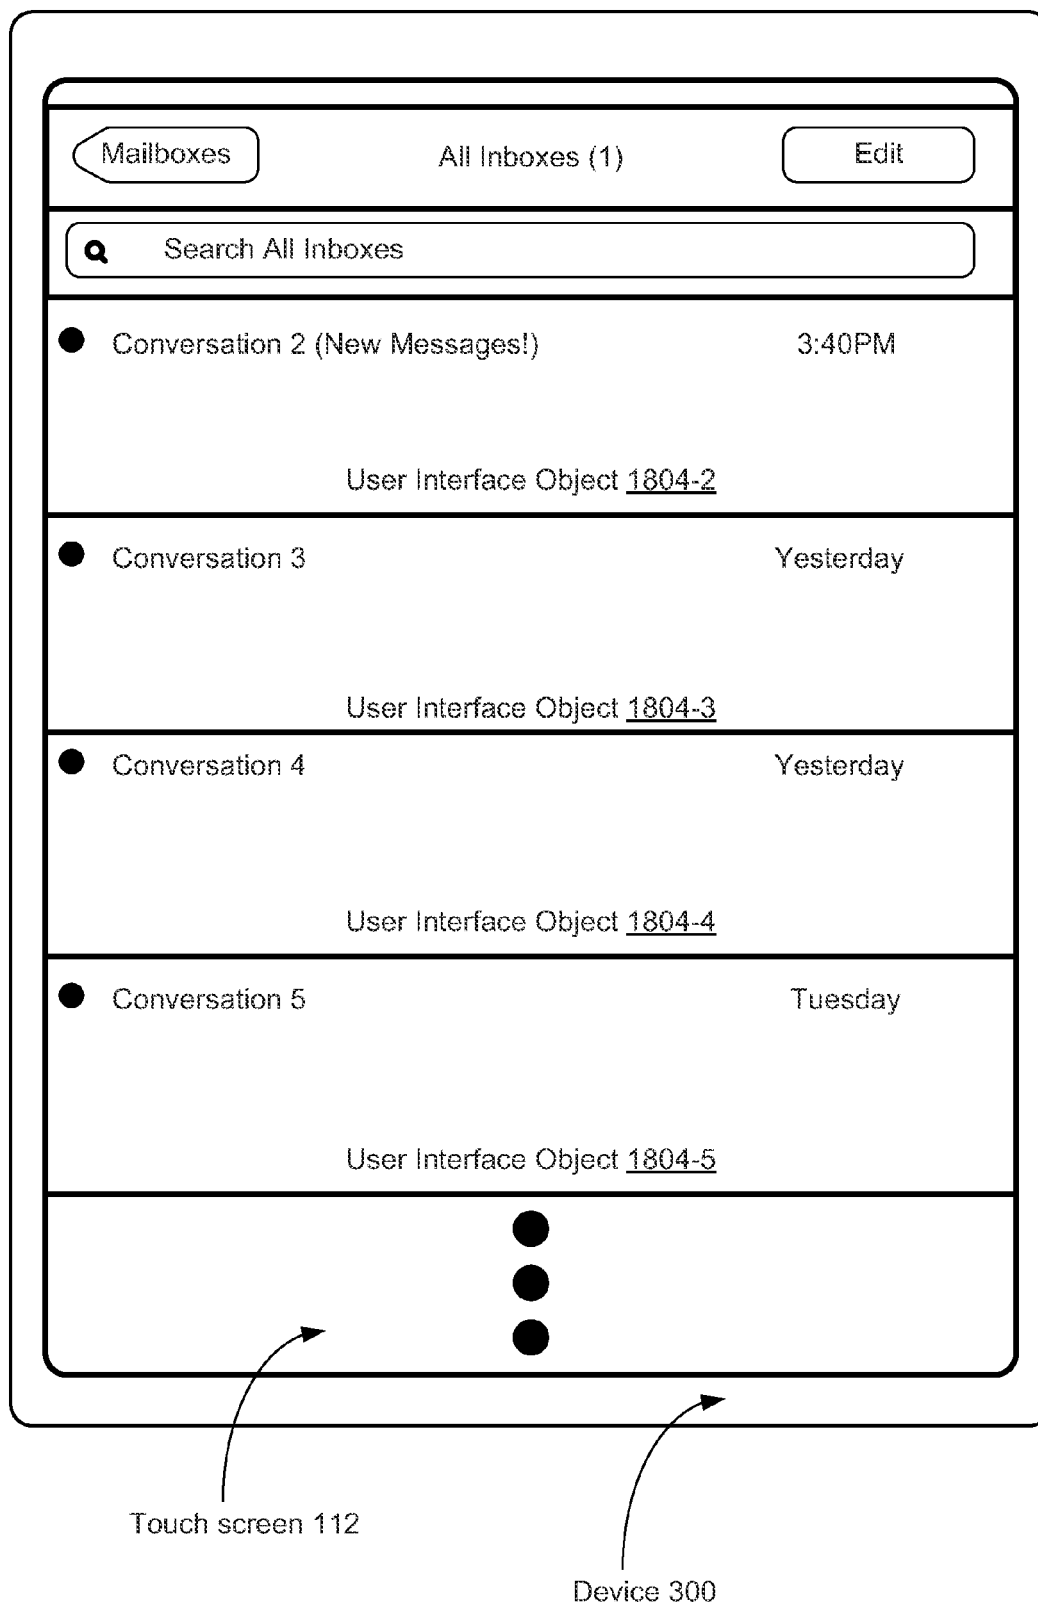 Mailboxes All Inboxes (1) Edit
Search All Inboxes
Conversation 2 (New Messages!) 3:40PM
User Interface Object 1804-2
Conversation 3 Yesterday
User Interface Object 1804-3
Conversation 4 Yesterday
User Interface Object 1804-4
Conversation 5 Tuesday
User Interface Object 1804-5
Touch screen 112
Device 300